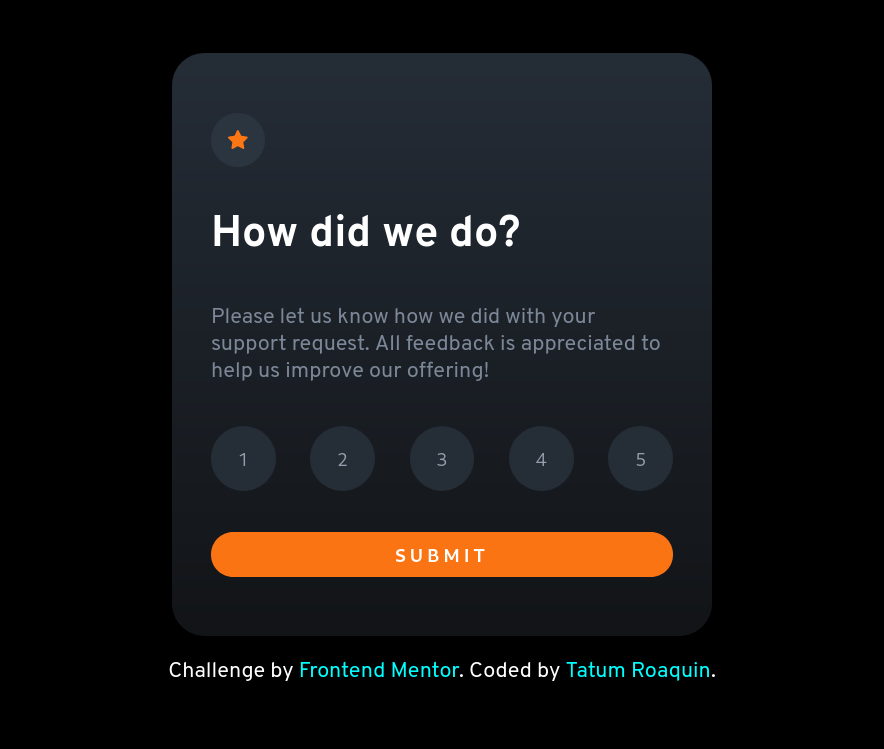 How did we do?
Please let us know how we did with your
support request. All feedback is appreciated to
help us improve our offering!
1 2 3 4 5
SUBMIT
Challenge by Frontend Mentor. Coded by Tatum Roaquin.